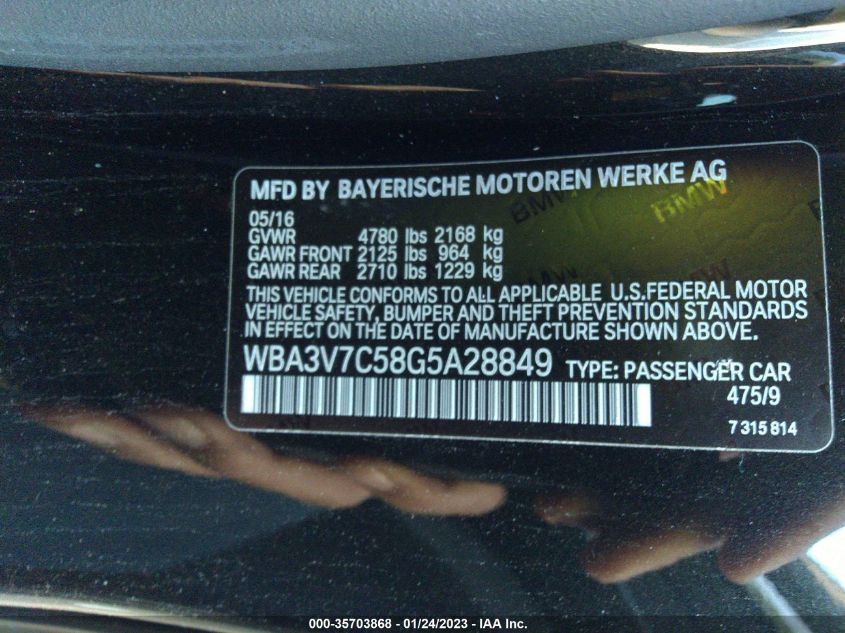 MFD BY BAYERISCHE MOTOREN WERKE AG
05/16
GVWR 4780 lbs 2168 kg
GAWR FRONT 2125 lbs 964 kg
GAWR REAR 2710 lbs 1229 kg
THIS VEHICLE CONFORMS TO ALL APPLICABLE U.S.FEDERAL MOTOR
VEHICLE SAFETY, BUMPER AND THEFT PREVENTION STANDARDS
IN EFFECT ON THE DATE OF MANUFACTURE SHOWN ABOVE.
WBA3V7C58G5A28849 TYPE: PASSENGER CAR
475/9
7 315 814
BMW
BMW
BMW
000-35703868 - 01/24/2023 - IAA Inc.